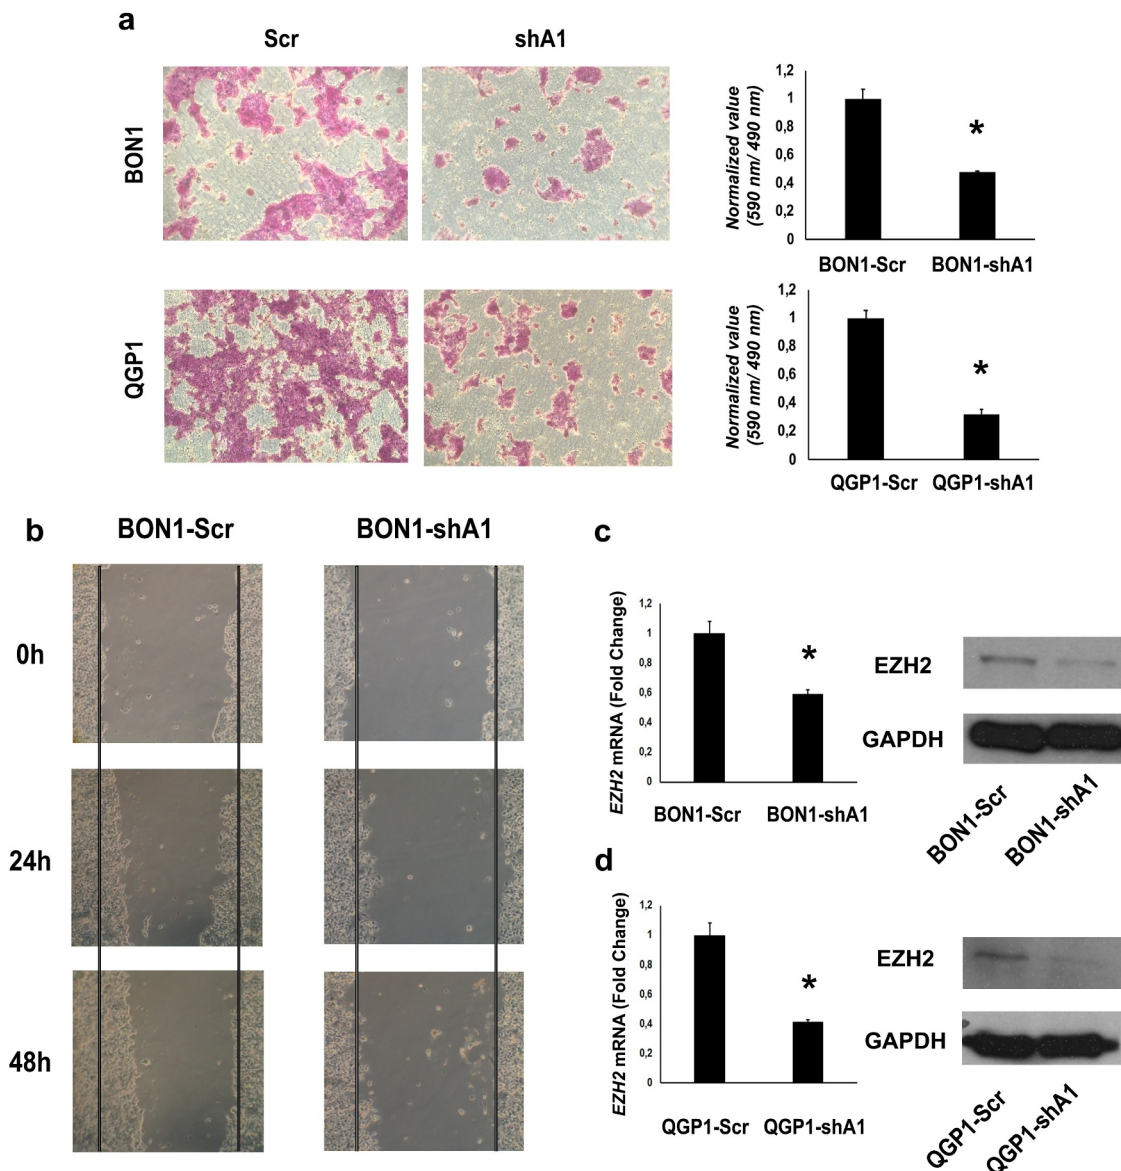 a
Scr
shA1
BON1
QGP1
Normalized value
(590 nm/ 490 nm)
1,2
1
0,8
0,6
0,4
0,2
0
*
BON1-Scr
BON1-shA1
Normalized value
(590 nm/ 490 nm)
1,2
1
0,8
0,6
0,4
0,2
0
*
QGP1-Scr
QGP1-shA1
b
BON1-Scr
BON1-shA1
0h
24h
48h
c
EZH2 mRNA (Fold Change)
1,2
1
0,8
0,6
0,4
0,2
0
*
BON1-Scr
BON1-shA1
EZH2
GAPDH
BON1-Scr
BON1-shA1
d
EZH2 mRNA (Fold Change)
1,2
1
0,8
0,6
0,4
0,2
0
*
QGP1-Scr
QGP1-shA1
EZH2
GAPDH
QGP1-Scr
QGP1-shA1